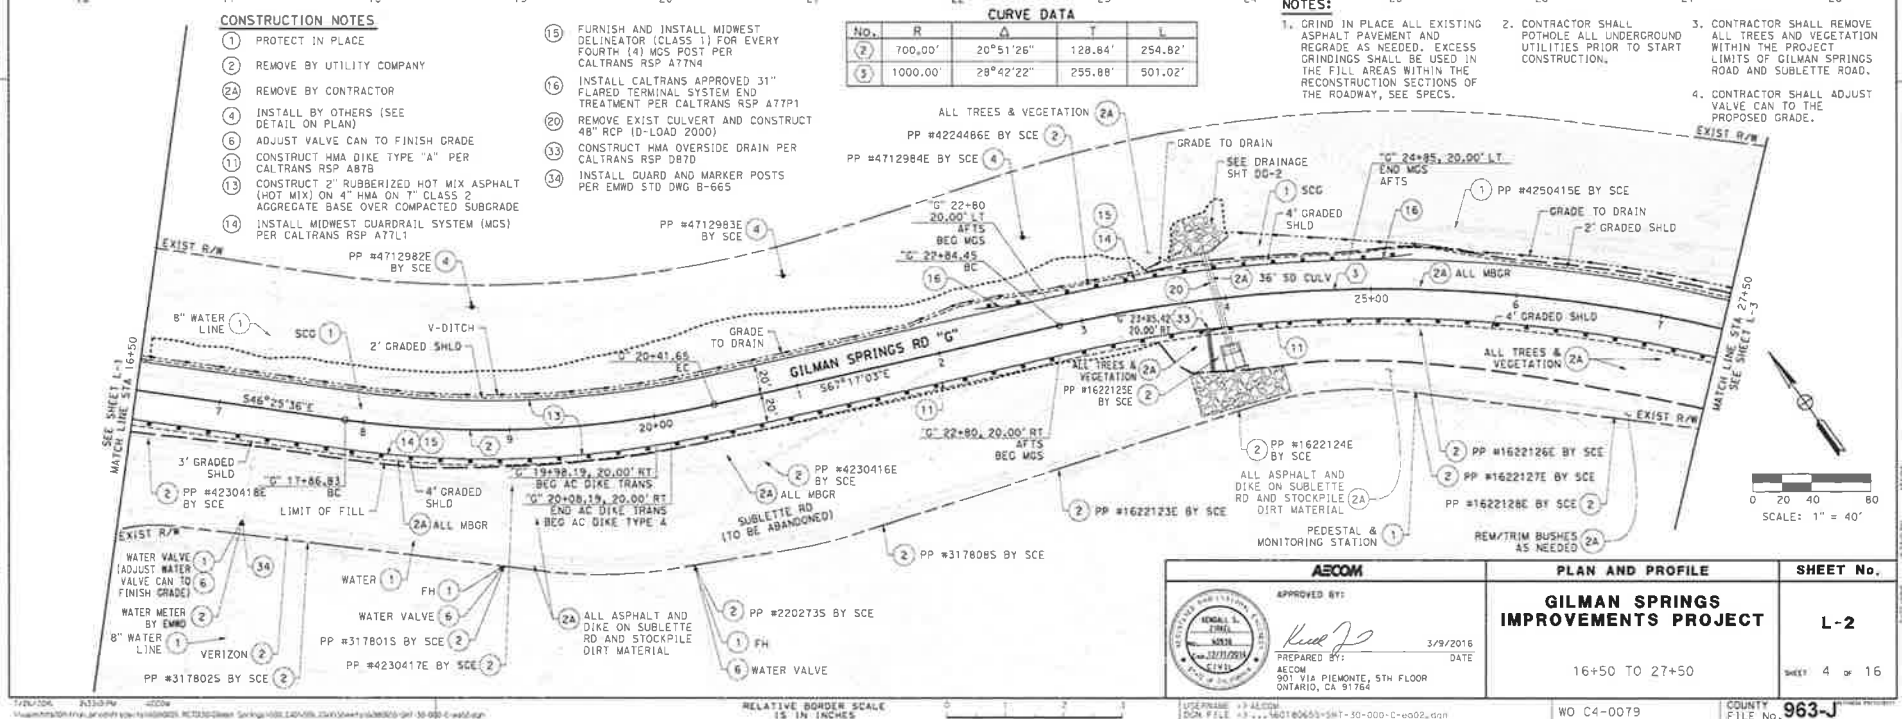 CONSTRUCTION NOTES
1 PROTECT IN PLACE
2 REMOVE BY UTILITY COMPANY
2A REMOVE BY CONTRACTOR
4 INSTALL BY OTHERS (SEE
DETAIL ON PLAN)
6 ADJUST VALVE CAN TO FINISH GRADE
11 CONSTRUCT HMA DIKE TYPE "A" PER
CALTRANS RSP A87B
13 CONSTRUCT 2" RUBBERIZED HOT MIX ASPHALT
(HOT MIX) ON 4" HMA ON 7" CLASS 2
AGGREGATE BASE OVER COMPACTED SUBGRADE
14 INSTALL MIDWEST GUARDRAIL SYSTEM (MGS)
PER CALTRANS RSP A77L1
15 FURNISH AND INSTALL MIDWEST
DELINEATOR (CLASS 1) FOR EVERY
FOURTH (4) MGS POST PER
CALTRANS RSP A77N4
16 INSTALL CALTRANS APPROVED 31"
FLARED TERMINAL SYSTEM END
TREATMENT PER CALTRANS RSP A77P1
20 REMOVE EXIST CULVERT AND CONSTRUCT
48" RCP (D-LOAD 2000)
33 CONSTRUCT HMA OVERSIDE DRAIN PER
CALTRANS RSP D87D
34 INSTALL GUARD AND MARKER POSTS
PER EMWD STD DWG B-665
CURVE DATA
No. R Δ T L
2 700.00' 20°51'26" 128.84' 254.82'
3 1000.00' 28°42'22" 255.88' 501.02'
NOTES:
1. GRIND IN PLACE ALL EXISTING
ASPHALT PAVEMENT AND
REGRADE AS NEEDED. EXCESS
GRINDINGS SHALL BE USED IN
THE FILL AREAS WITHIN THE
RECONSTRUCTION SECTIONS OF
THE ROADWAY, SEE SPECS.
2. CONTRACTOR SHALL
POTHOLE ALL UNDERGROUND
UTILITIES PRIOR TO START
CONSTRUCTION.
3. CONTRACTOR SHALL REMOVE
ALL TREES AND VEGETATION
WITHIN THE PROJECT
LIMITS OF GILMAN SPRINGS
ROAD AND SUBLETTE ROAD.
4. CONTRACTOR SHALL ADJUST
VALVE CAN TO THE
PROPOSED GRADE.
ALL TREES & VEGETATION 2A
PP #4224486E BY SCE 2
PP #4712984E BY SCE 4
GRADE TO DRAIN
SEE DRAINAGE
SHT DG-2
1 SCG
4' GRADED
SHLD
"G" 24+85, 20.00' LT
END MGS
AFTS
1 PP #4250415E BY SCE
GRADE TO DRAIN
2' GRADED SHLD
EXIST R/W
16
PP #4712983E
BY SCE 4
"G" 22+80
20.00' LT
AFTS
BEG MGS
"G" 22+84.45
BC
15
14
16
EXIST R/W
PP #4712982E
BY SCE 4
20
2A 36" SD CULV
3
2A ALL MBGR
25+00
8" WATER
LINE 1
SCG 1
V-DITCH
2' GRADED SHLD
GRADE
TO DRAIN
"G" 20+41.65
EC
GILMAN SPRINGS RD "G"
S67°17'03"E
1
2
3
4
6
7
"G" 23+85.42
20.00' RT
33
4' GRADED SHLD
11
ALL TREES &
VEGETATION 2A
ALL TREES &
VEGETATION 2A
PP #1622125E
BY SCE 2
SEE SHEET L-1
MATCH LINE STA 16+50
MATCH LINE STA 27+50
SEE SHEET L-3
S46°25'36"E
7
8
9
2
13
20+00
20'
20'
11
EXIST R/W
3' GRADED
SHLD
2 PP #4230418E
BY SCE
"G" 17+86.83
BC
LIMIT OF FILL
14 15
4' GRADED
SHLD
2A ALL MBGR
"G" 19+98.19, 20.00' RT
BEG AC DIKE TRANS
"G" 20+08.19, 20.00' RT
END AC DIKE TRANS
BEG AC DIKE TYPE A
2A ALL MBGR
2 PP #4230416E
BY SCE
SUBLETTE RD
(TO BE ABANDONED)
"G" 22+80, 20.00' RT
AFTS
BEG MGS
2 PP #1622124E
BY SCE
ALL ASPHALT AND
DIKE ON SUBLETTE
RD AND STOCKPILE 2A
DIRT MATERIAL
2 PP #1622123E BY SCE
PEDESTAL &
MONITORING STATION 1
2 PP #1622126E BY SCE
2 PP #1622127E BY SCE
PP #1622128E BY SCE 2
REM/TRIM BUSHES
AS NEEDED 2A
0 20 40 80
SCALE: 1" = 40'
EXIST R/W
WATER VALVE 1
(ADJUST WATER
VALVE CAN TO 6
FINISH GRADE)
34
WATER METER
BY EMWD 2
8" WATER
LINE 1
VERIZON 2
PP #317802S BY SCE 2
WATER 1
FH 1
WATER VALVE 6
PP #317801S BY SCE 2
PP #4230417E BY SCE 2
2A ALL ASPHALT AND
DIKE ON SUBLETTE
RD AND STOCKPILE
DIRT MATERIAL
2 PP #317808S BY SCE
2 PP #2202735 BY SCE
1 FH
6 WATER VALVE
AECOM
APPROVED BY:
3/9/2016
PREPARED BY: DATE
AECOM
901 VIA PIEMONTE, 5TH FLOOR
ONTARIO, CA 91764
PLAN AND PROFILE
GILMAN SPRINGS
IMPROVEMENTS PROJECT
16+50 TO 27+50
SHEET No.
L-2
SHEET 4 OF 16
RELATIVE BORDER SCALE
IS IN INCHES
WO C4-0079
COUNTY
FILE No. 963-J